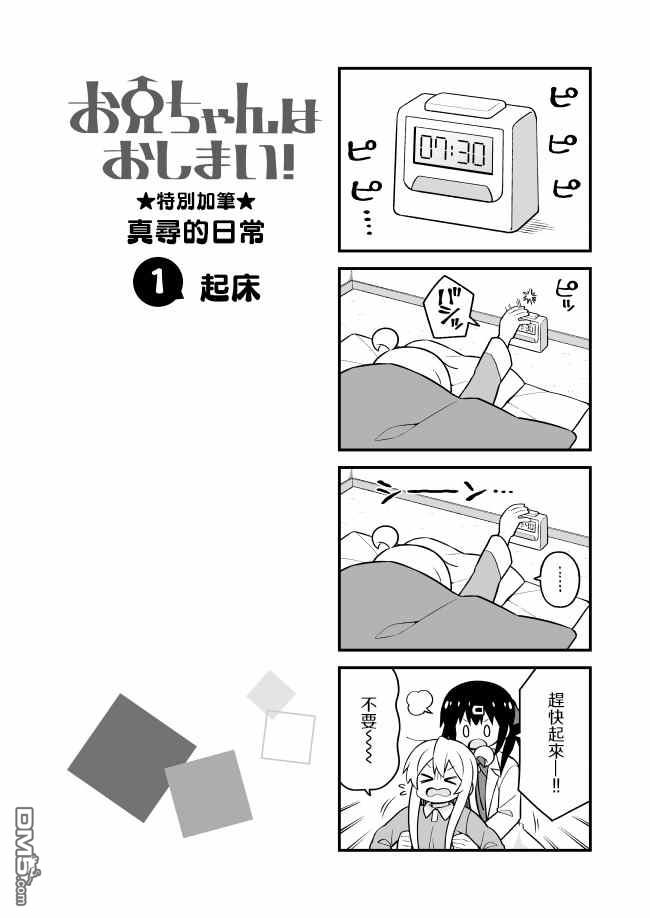 お兄ちゃんは
おしまい!
★特別加筆★
真尋的日常
1 起床
ピ
ピ
ピ
ピ
ピ……
07:30
ピッ
バシッ
シーーン…
……
趕快起來—!!
不要~~~
DM5.com